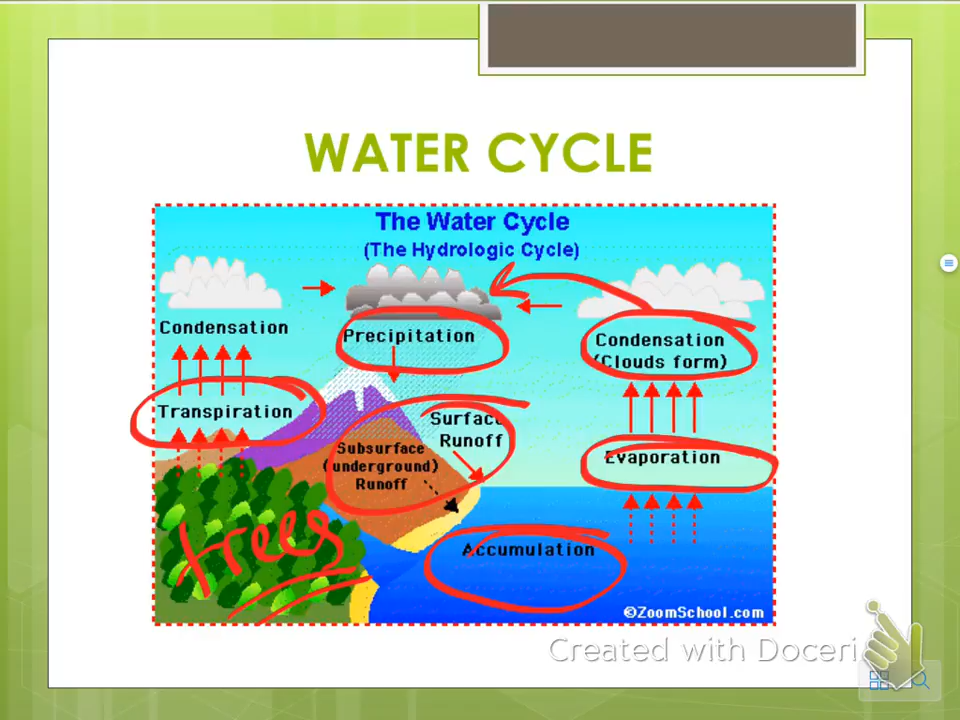 WATER CYCLE
The Water Cycle
(The Hydrologic Cycle)
Condensation
Precipitation
Condensation
(Clouds form)
Transpiration
Surface
Runoff
Subsurface
(underground)
Runoff
Evaporation
trees
Accumulation
©ZoomSchool.com
Created with Doceri